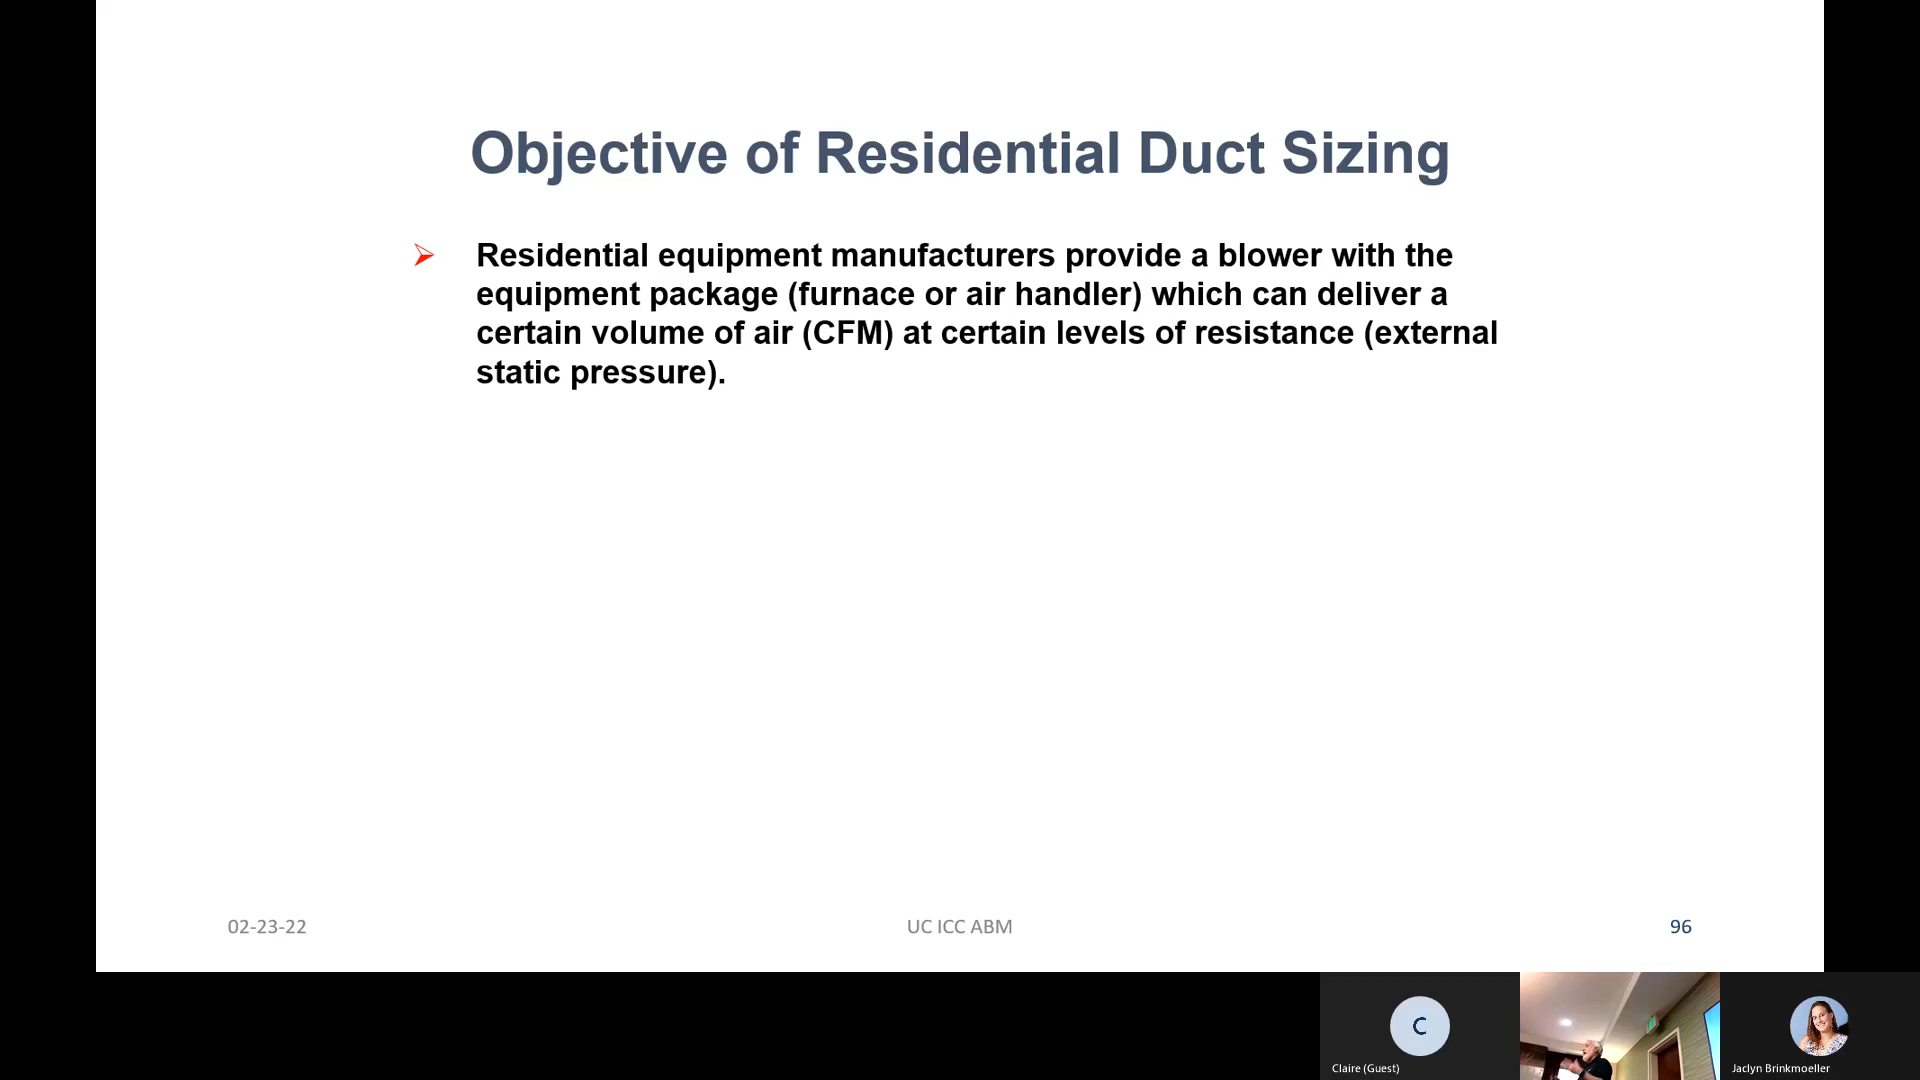 Objective of Residential Duct Sizing
Residential equipment manufacturers provide a blower with the
equipment package (furnace or air handler) which can deliver a
certain volume of air (CFM) at certain levels of resistance (external
static pressure).
02-23-22
UC ICC ABM
96
C
Claire (Guest)
Jaclyn Brinkmoeller